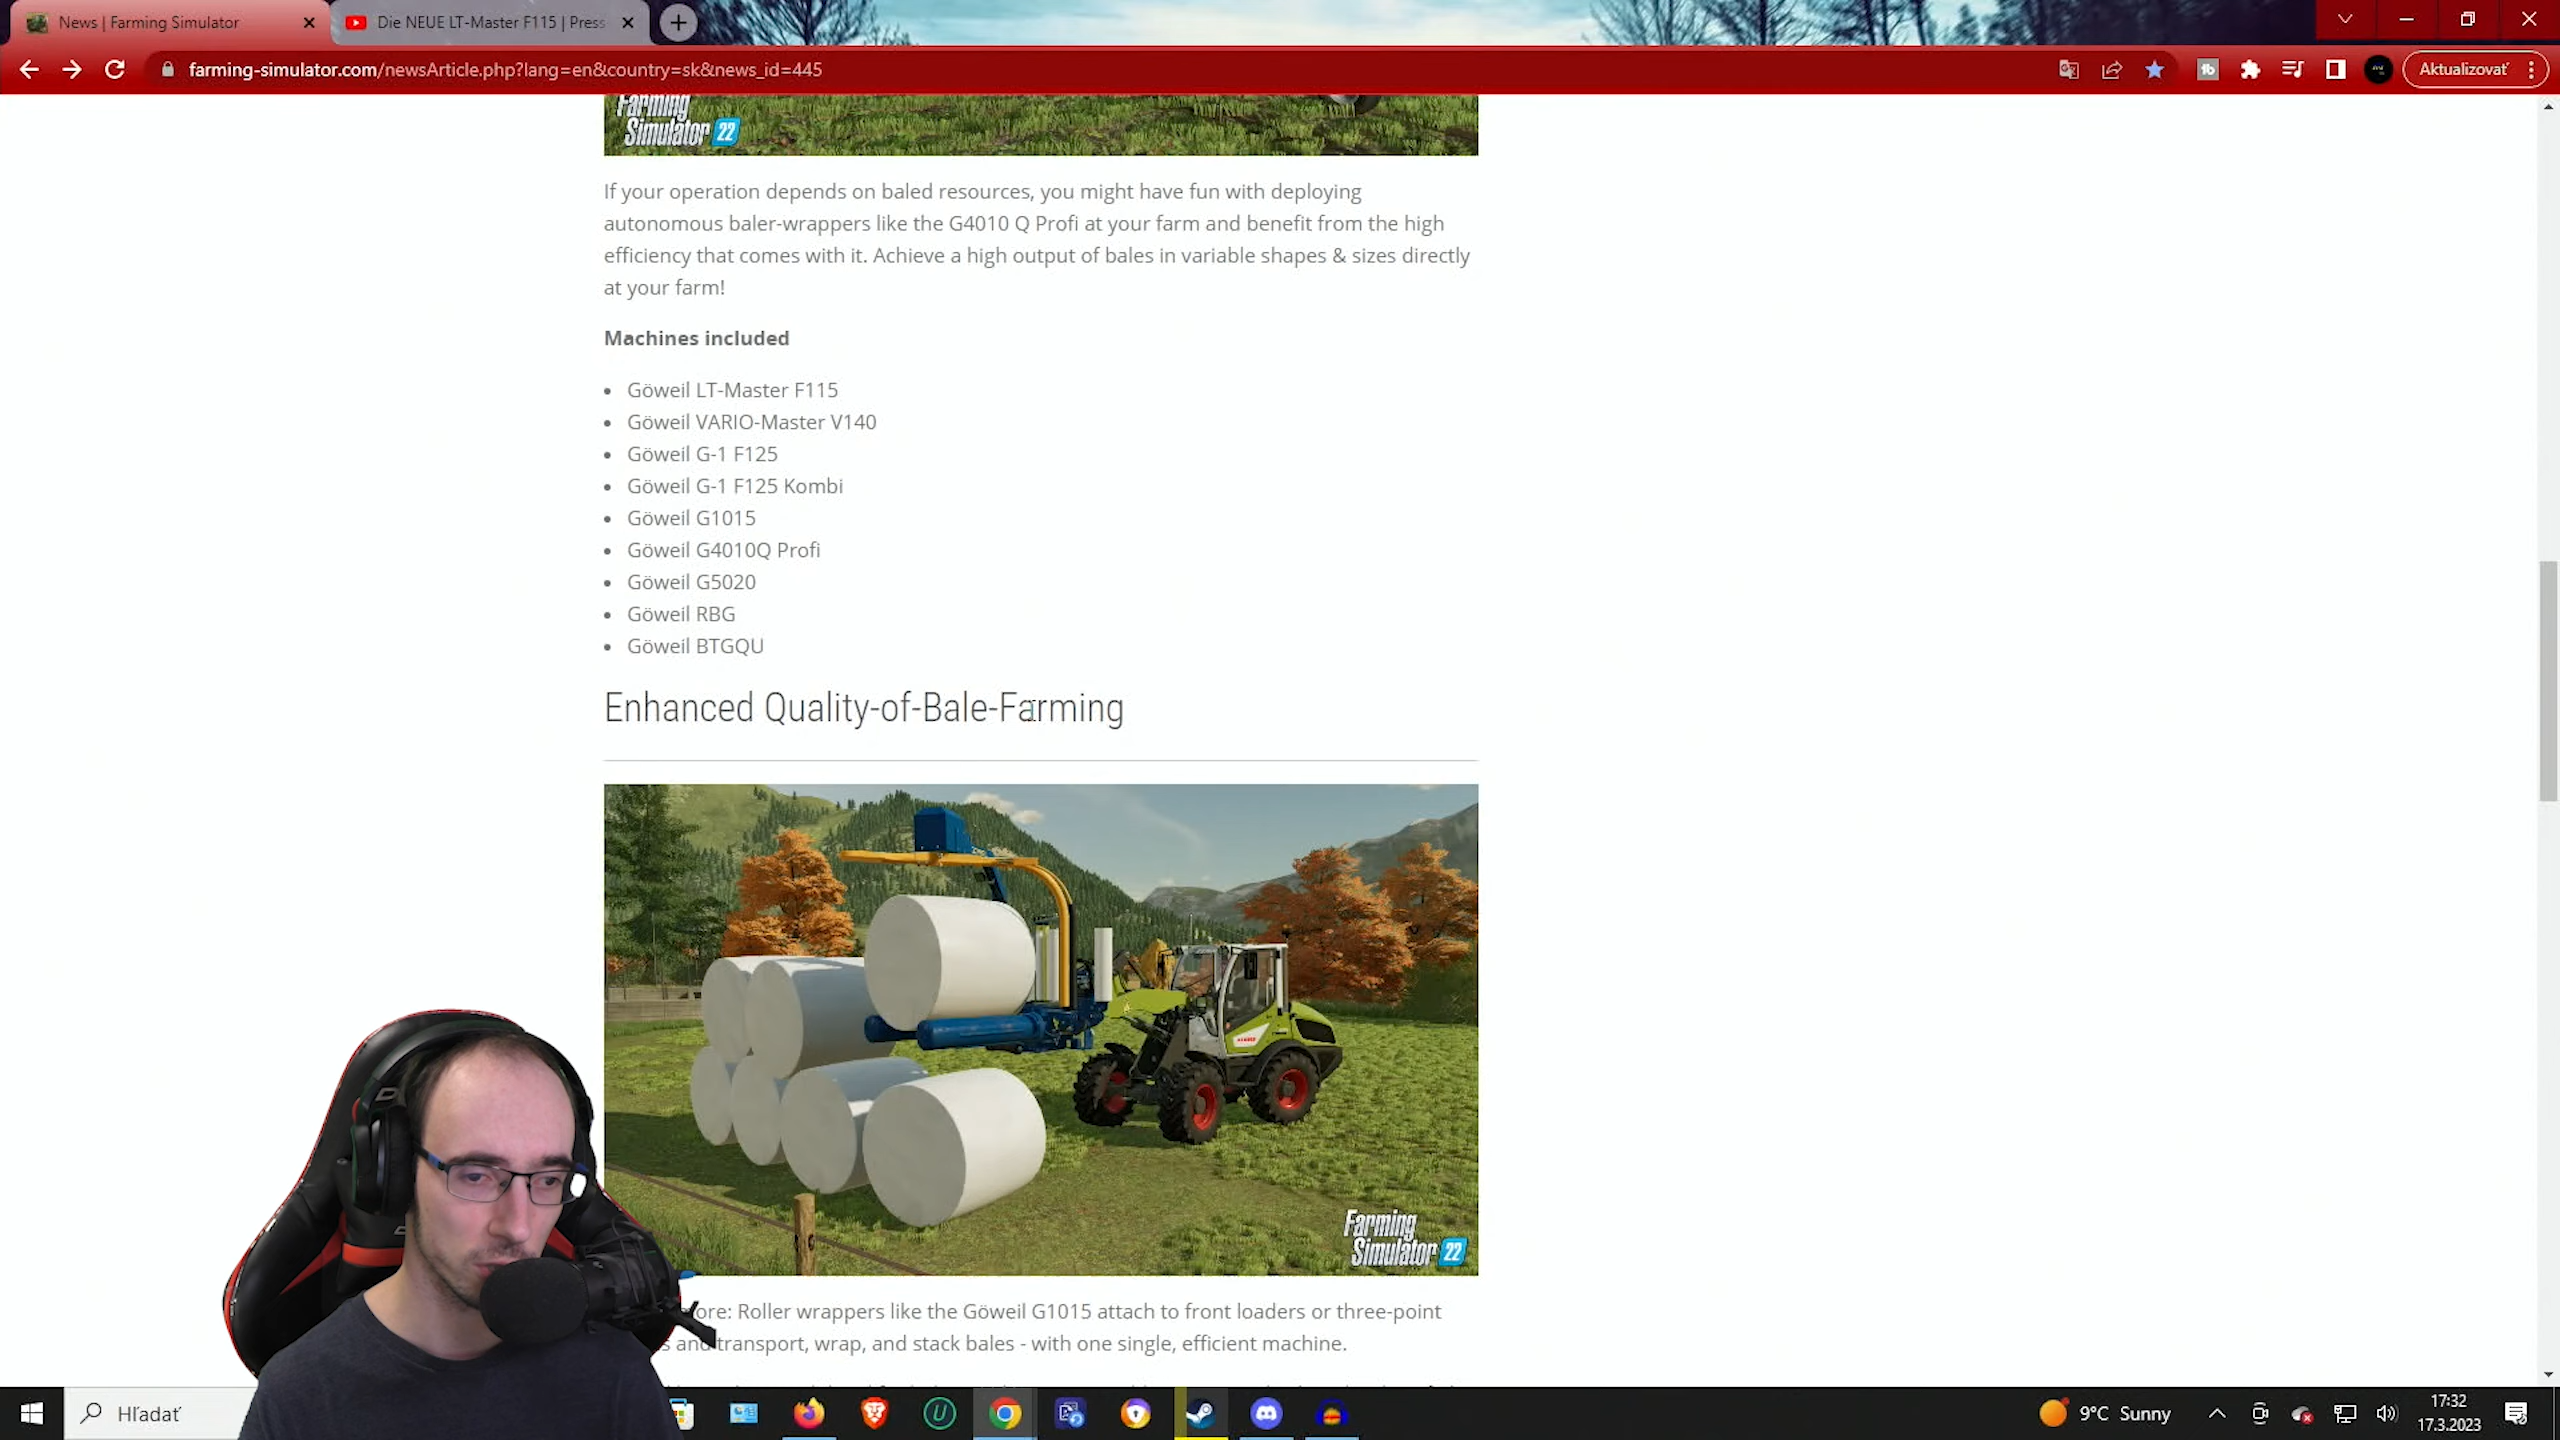 News | Farming Simulator
Die NEUE LT-Master F115 | Press
farming-simulator.com/newsArticle.php?lang=en&country=sk&news_id=445
Aktualizovať
Farming
Simulator 22
If your operation depends on baled resources, you might have fun with deploying
autonomous baler-wrappers like the G4010 Q Profi at your farm and benefit from the high
efficiency that comes with it. Achieve a high output of bales in variable shapes & sizes directly
at your farm!
Machines included
• Göweil LT-Master F115
• Göweil VARIO-Master V140
• Göweil G-1 F125
• Göweil G-1 F125 Kombi
• Göweil G1015
• Göweil G4010Q Profi
• Göweil G5020
• Göweil RBG
• Göweil BTGQU
Enhanced Quality-of-Bale-Farming
Farming
Simulator 22
ore: Roller wrappers like the Göweil G1015 attach to front loaders or three-point
s and transport, wrap, and stack bales - with one single, efficient machine.
Hľadať
9°C Sunny
17:32
17.3.2023